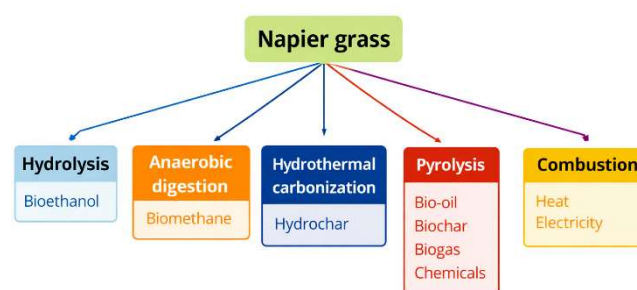 Napier grass
Hydrolysis
Bioethanol
Anaerobic
digestion
Biomethane
Hydrothermal
carbonization
Hydrochar
Pyrolysis
Bio-oil
Biochar
Biogas
Chemicals
Combustion
Heat
Electricity